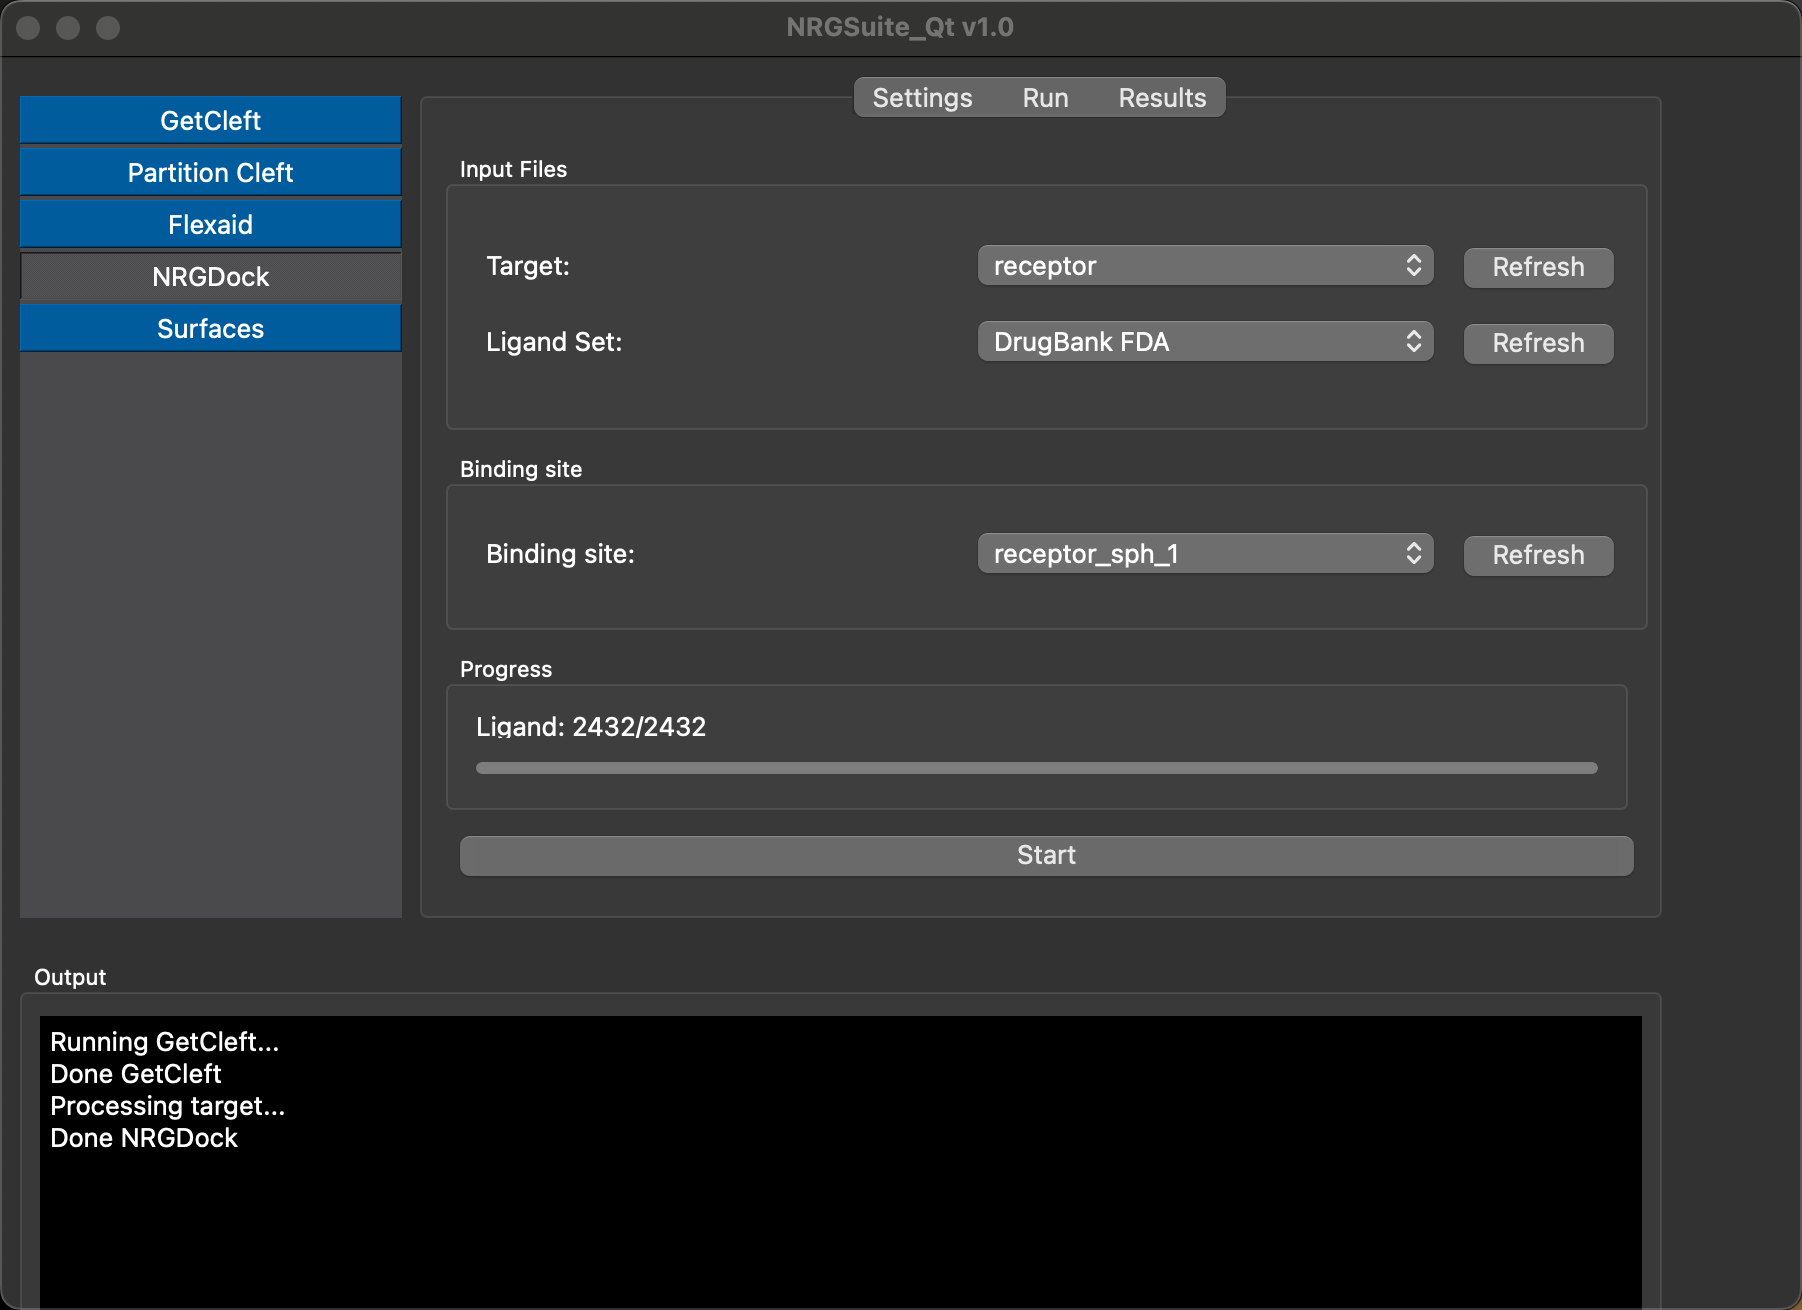 NRGSuite_Qt v1.0
GetCleft
Partition Cleft
Flexaid
NRGDock
Surfaces
Settings Run Results
Input Files
Target: receptor Refresh
Ligand Set: DrugBank FDA Refresh
Binding site
Binding site: receptor_sph_1 Refresh
Progress
Ligand: 2432/2432
Start
Output
Running GetCleft...
Done GetCleft
Processing target...
Done NRGDock